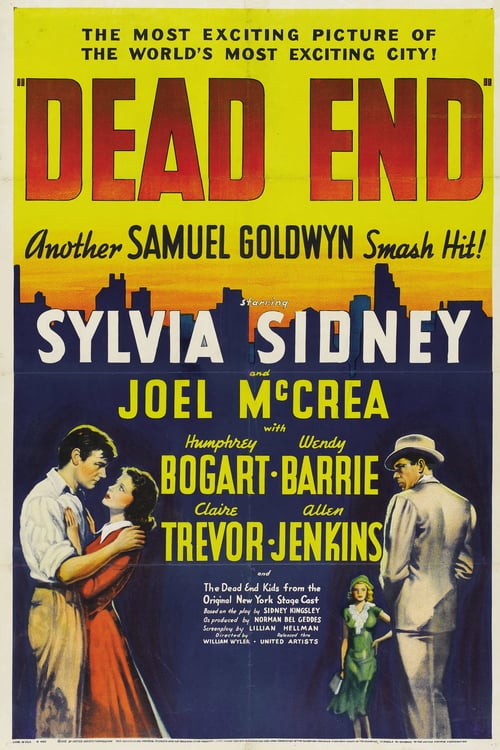 THE MOST EXCITING PICTURE OF
THE WORLD'S MOST EXCITING CITY!
"DEAD END"
Another SAMUEL GOLDWYN Smash Hit!
starring
SYLVIA SIDNEY
and
JOEL McCREA
with
Humphrey Wendy
BOGART · BARRIE
Claire Allen
TREVOR · JENKINS
and
The Dead End Kids from the
Original New York Stage Cast
Based on the play by SIDNEY KINGSLEY
As produced by NORMAN BEL GEDDES
Screenplay by LILLIAN HELLMAN
Directed by Released thru
WILLIAM WYLER · UNITED ARTISTS